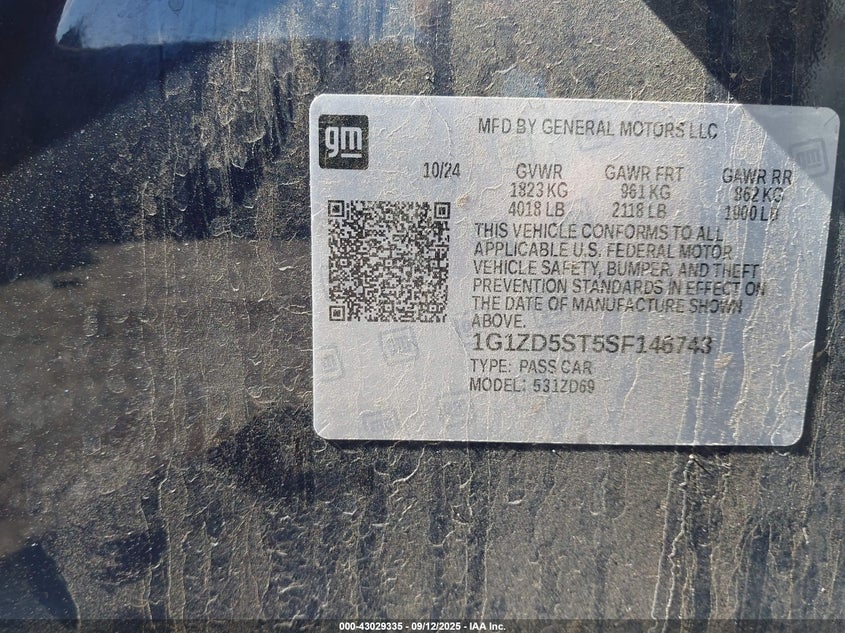 gm
MFD BY GENERAL MOTORS LLC
10/24 GVWR GAWR FRT GAWR RR
1823 KG 961 KG 862 KG
4018 LB 2118 LB 1900 LB
THIS VEHICLE CONFORMS TO ALL
APPLICABLE U.S. FEDERAL MOTOR
VEHICLE SAFETY, BUMPER, AND THEFT
PREVENTION STANDARDS IN EFFECT ON
THE DATE OF MANUFACTURE SHOWN
ABOVE.
1G1ZD5ST5SF146743
TYPE: PASS CAR
MODEL: 531ZD69
000-43029335 - 09/12/2025 - IAA Inc.